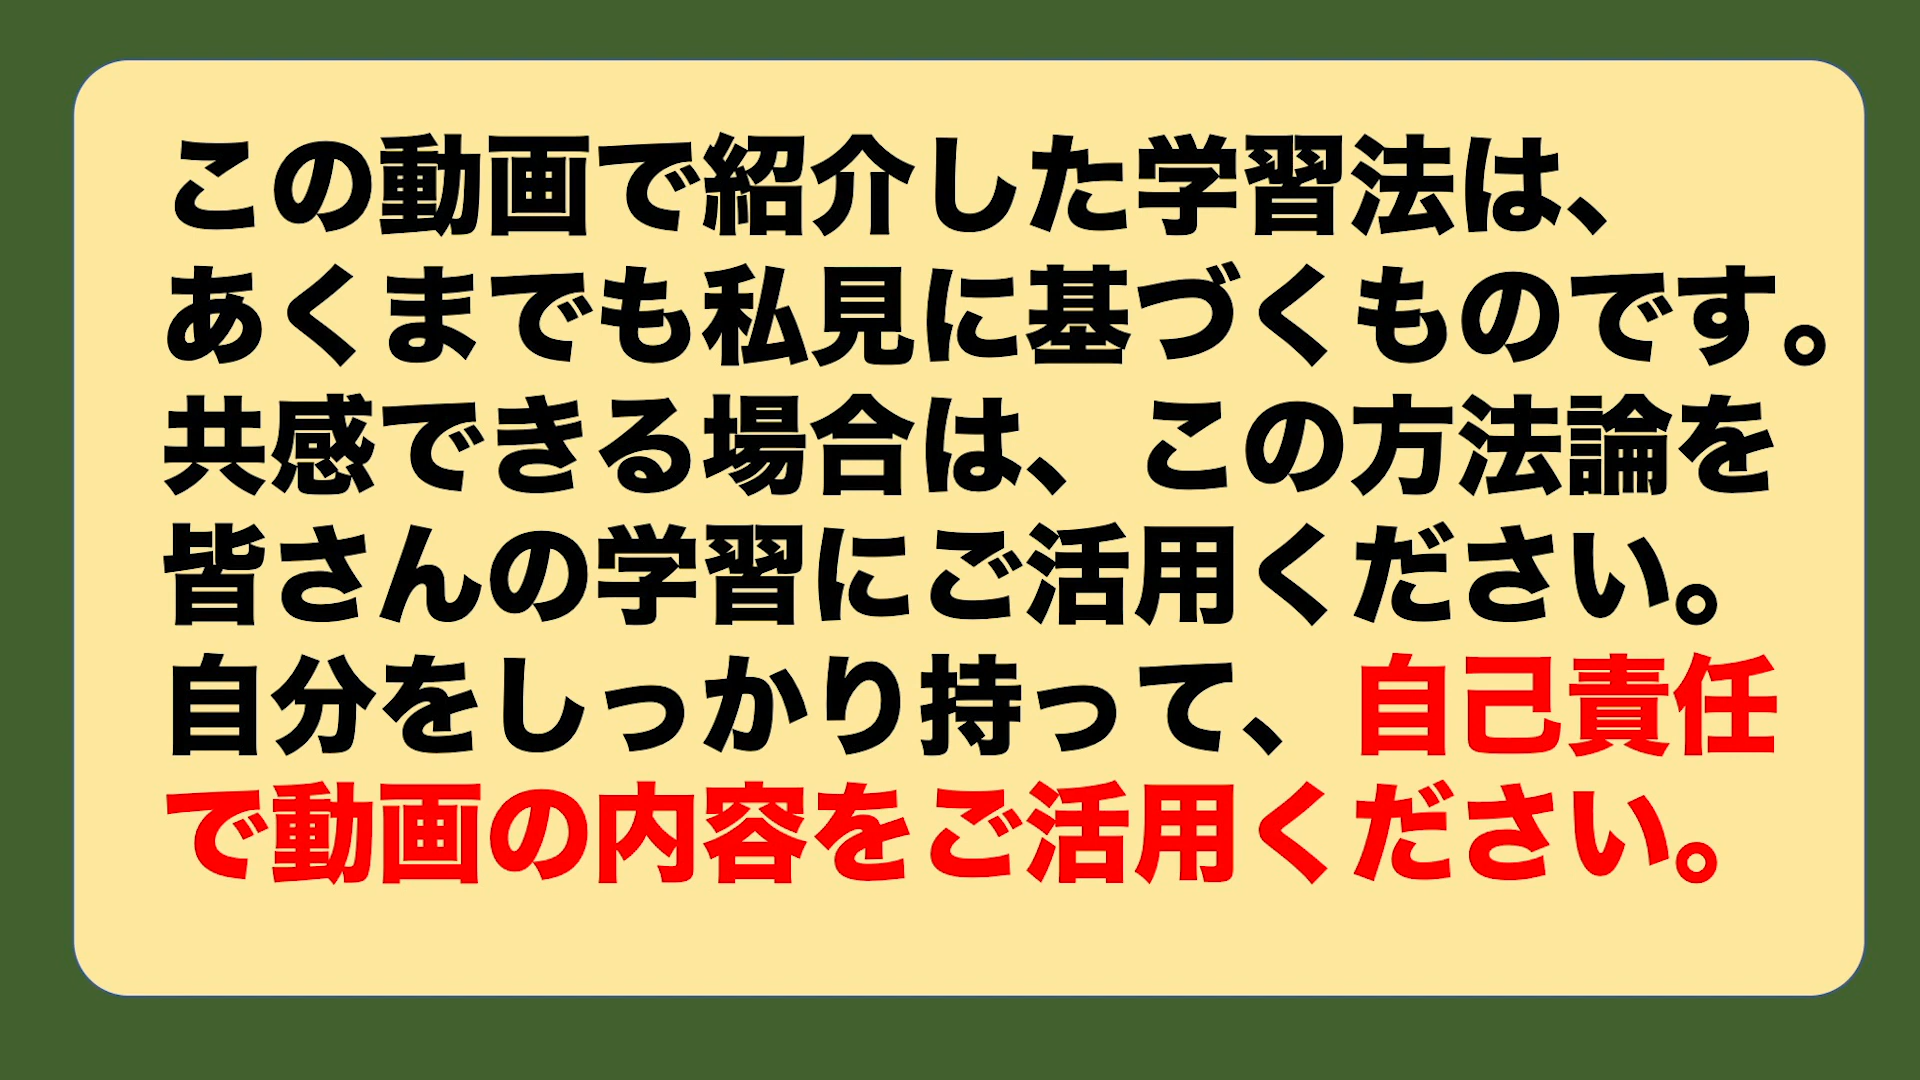 この動画で紹介した学習法は、
あくまでも私見に基づくものです。
共感できる場合は、この方法論を
皆さんの学習にご活用ください。
自分をしっかり持って、自己責任
で動画の内容をご活用ください。